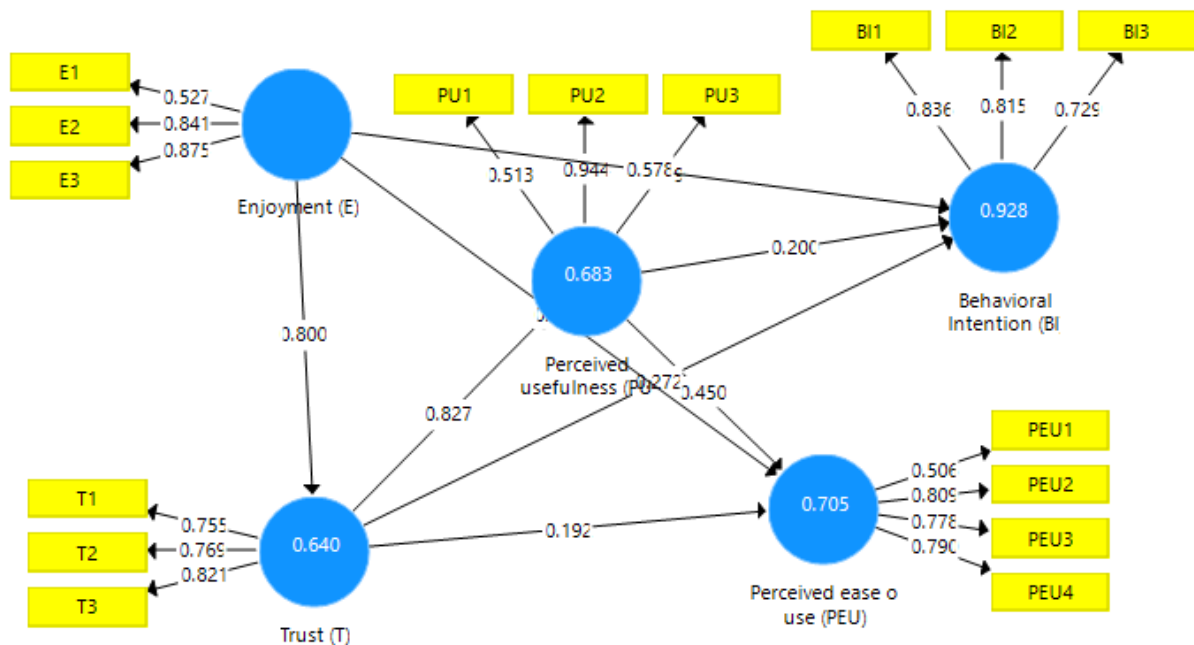 BI1
BI2
BI3
E1
E2
E3
0.527
0.841
0.875
PU1
PU2
PU3
0.836
0.815
0.729
0.513
0.944
0.578
Enjoyment (E)
0.928
0.683
0.200
Behavioral
Intention (BI
0.800
Perceived
usefulness (PU
0.272
0.450
0.827
PEU1
PEU2
PEU3
PEU4
0.506
0.809
0.778
0.790
T1
T2
T3
0.755
0.769
0.821
0.640
0.192
0.705
Perceived ease o
use (PEU)
Trust (T)